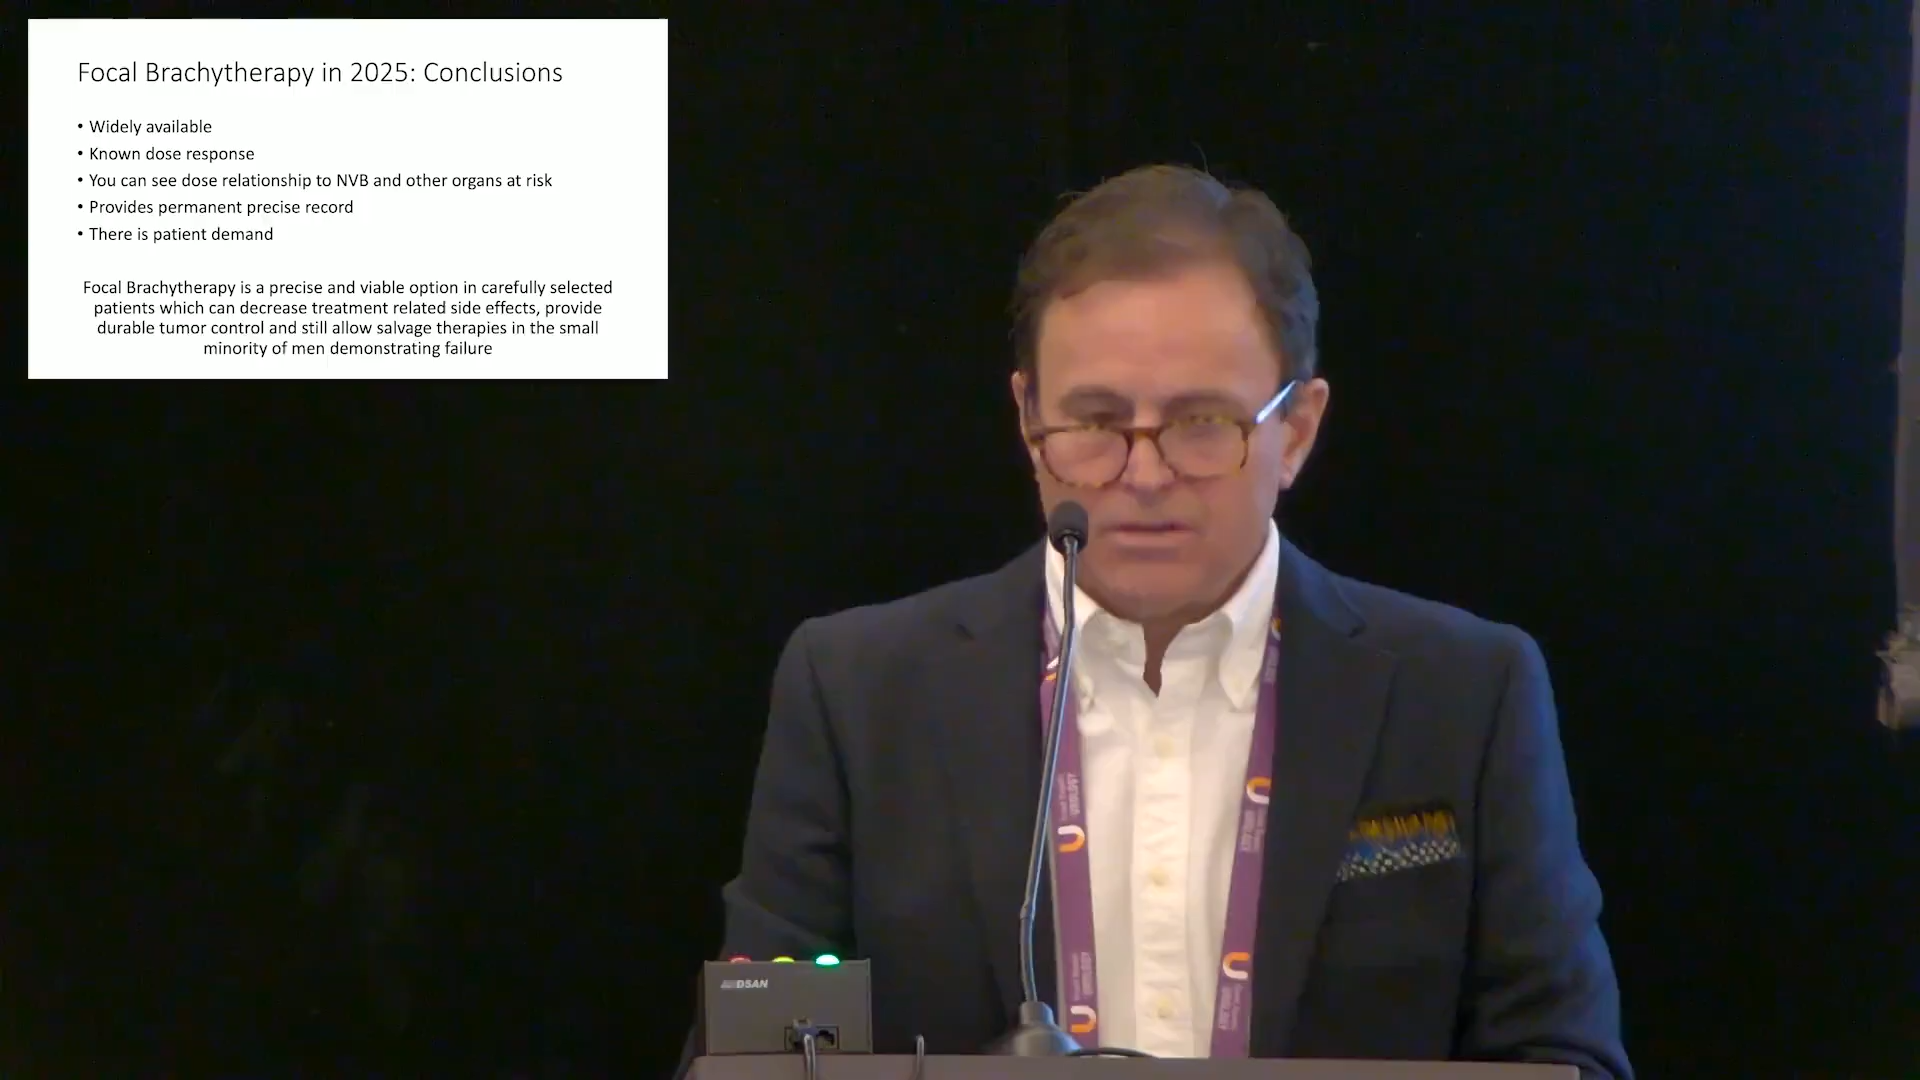 Focal Brachytherapy in 2025: Conclusions
• Widely available
• Known dose response
• You can see dose relationship to NVB and other organs at risk
• Provides permanent precise record
• There is patient demand
Focal Brachytherapy is a precise and viable option in carefully selected
patients which can decrease treatment related side effects, provide
durable tumor control and still allow salvage therapies in the small
minority of men demonstrating failure
DSAN
UROLOGY
UROLOGY